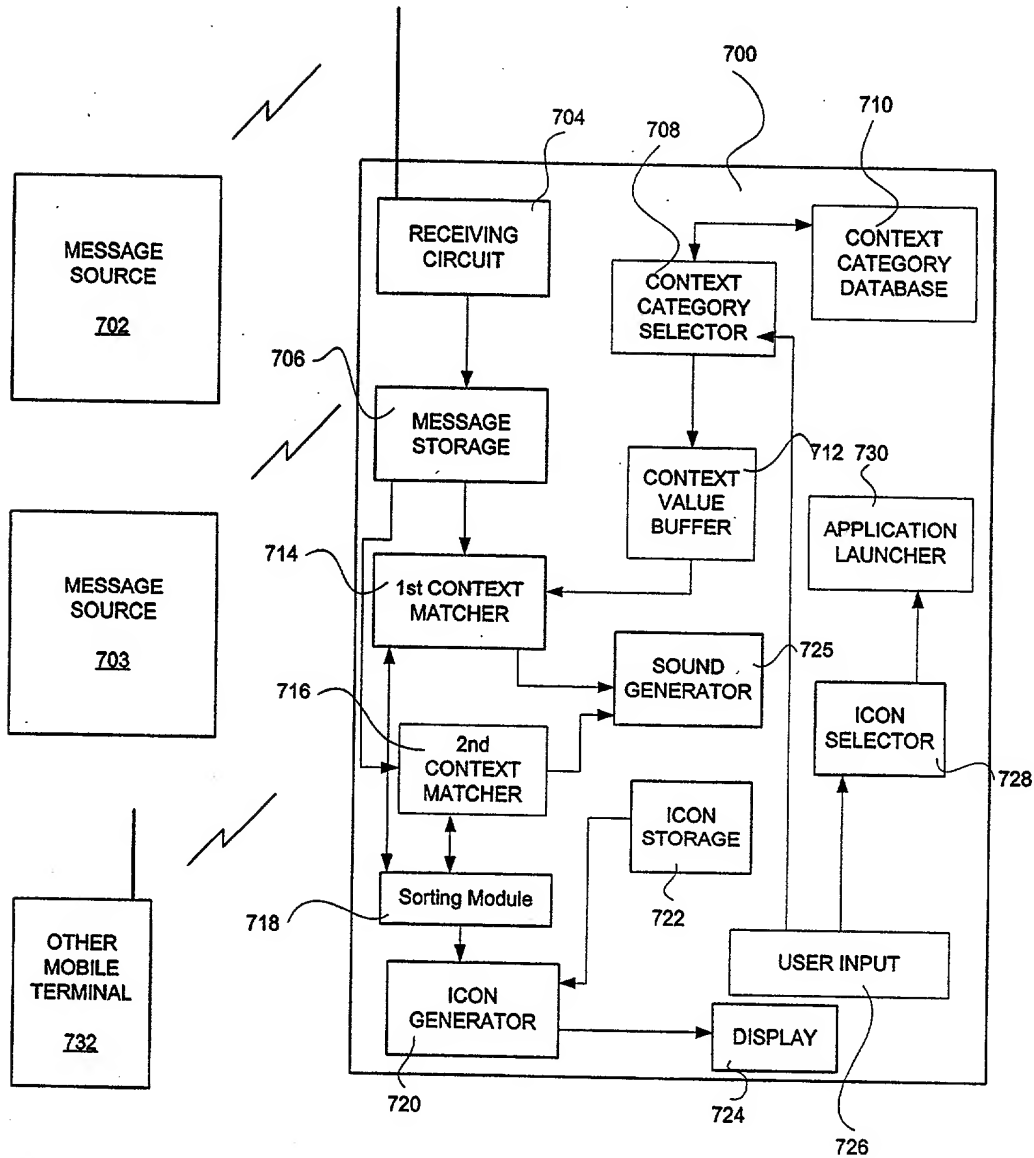 700
704
708
710
MESSAGE
SOURCE
702
RECEIVING
CIRCUIT
CONTEXT
CATEGORY
SELECTOR
CONTEXT
CATEGORY
DATABASE
706
MESSAGE
STORAGE
712
730
CONTEXT
VALUE
BUFFER
APPLICATION
LAUNCHER
MESSAGE
SOURCE
703
714
1st CONTEXT
MATCHER
725
SOUND
GENERATOR
716
2nd
CONTEXT
MATCHER
ICON
SELECTOR
728
ICON
STORAGE
722
Sorting Module
718
OTHER
MOBILE
TERMINAL
732
USER INPUT
ICON
GENERATOR
DISPLAY
720
724
726